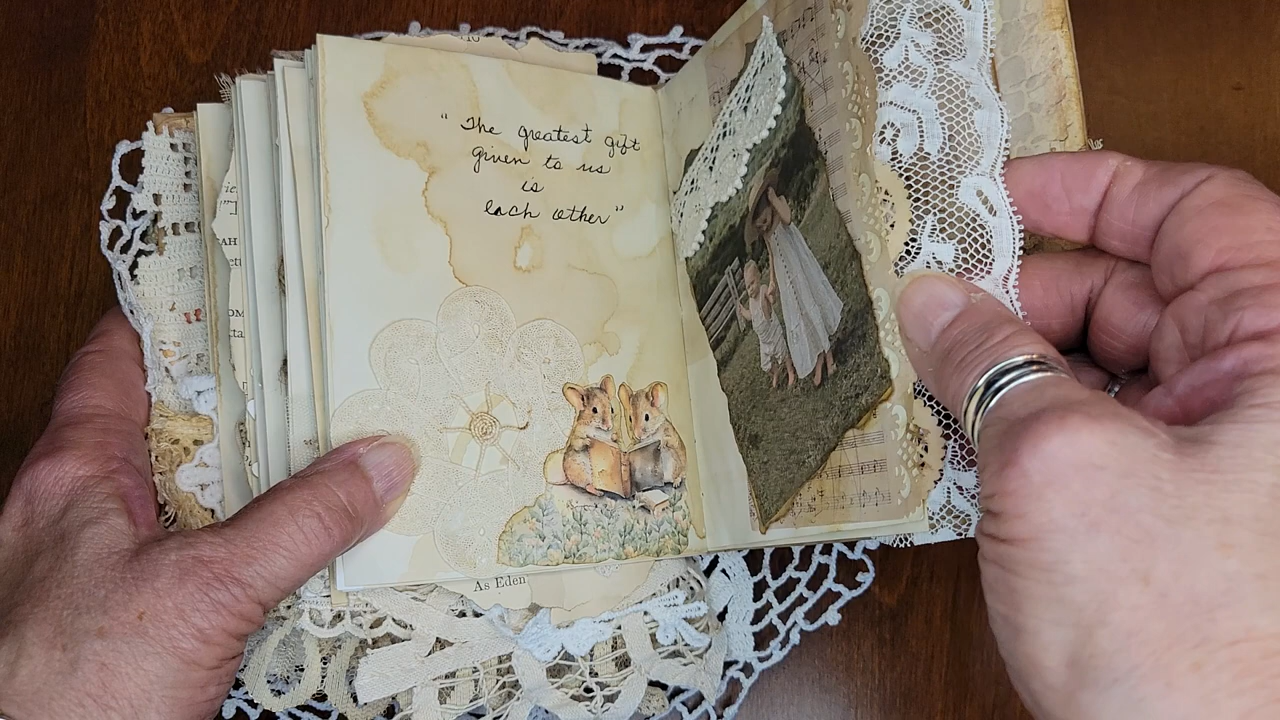 “ The greatest gift
given to us
is
each other”
As Eden